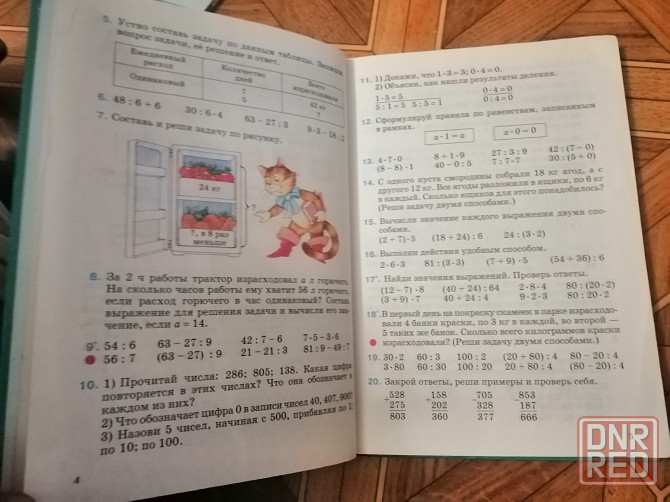 5. Устно составь задачу по данным таблицы. Запиши
вопрос задачи, её решение и ответ.
Ежедневный расход
Количество дней
Всего израсходовали
Одинаковый
7
5
42 кг
?
6. 48 : 6 + 6 30 : 6 · 4 63 − 27 : 3 9 · 3 − 18 : 2
7. Составь и реши задачу по рисунку.
24 кг
?
?, в 8 раз
меньше
8. За 2 ч работы трактор израсходовал a л горючего.
На сколько часов работы ему хватит 56 л горючего,
если расход горючего в час одинаковый? Составь
выражение для решения задачи и вычисли его зна-
чение, если a = 14.
9. 54 : 6 63 − 27 : 9 42 : 7 − 6 7 · 5 − 3 · 6
56 : 7 (63 − 27) : 9 21 − 21 : 3 81 : 9 − 49 : 7
10. 1) Прочитай числа: 286; 805; 138. Какая цифра
повторяется в этих числах? Что она обозначает в
каждом из них?
2) Что обозначает цифра 0 в записи чисел 40, 407, 900?
3) Назови 5 чисел, начиная с 500, прибавляя по 1;
по 10; по 100.
4
11. 1) Докажи, что 1 · 3 = 3; 0 · 4 = 0.
2) Объясни, как нашли результаты деления.
1 · 5 = 5 0 · 4 = 0
5 : 1 = 5 5 : 5 = 1 0 : 4 = 0
12. Сформулируй правила по равенствам, записанным
в рамках.
a · 1 = a a · 0 = 0
13. 4 · 7 · 0 8 + 1 · 9 27 : 3 : 9 42 : (7 − 0)
(8 − 8) · 1 40 − 0 : 5 7 : 7 · 7 30 : (5 + 0)
14. С одного куста смородины собрали 18 кг ягод, а с
другого 12 кг. Все ягоды разложили в ящики, по 6 кг
в каждый. Сколько ящиков для этого понадобилось?
(Реши задачу двумя способами.)
15. Вычисли значение каждого выражения двумя спо-
собами.
(2 + 7) · 5 (18 + 24) : 6 24 : (3 · 2)
16. Выполни действия удобным способом.
2 · 6 · 3 81 : (3 · 3) (7 + 9) · 5 (54 + 36) : 6
17. Найди значения выражений. Проверь ответы.
(12 − 7) · 8 (40 + 24) : 64 2 · 8 · 4 80 : (20 · 2)
(3 + 9) · 7 40 + 24 : 4 9 · 2 · 3 80 : 20 · 2
18. В первый день на покраску скамеек в парке израсходо-
вали 4 банки краски, по 3 кг в каждой, во второй —
5 таких же банок. Сколько всего килограммов краски
израсходовали? (Реши задачу двумя способами.)
19. 30 · 2 60 : 3 100 : 2 (20 + 80) : 4 80 − 20 : 4
3 · 80 60 : 30 100 : 20 20 + 80 : 4 (80 − 20) : 4
20. Закрой ответы, реши примеры и проверь себя.
+528 +158 −705 −853
275 202 328 187
803 360 377 666
DNR
RED